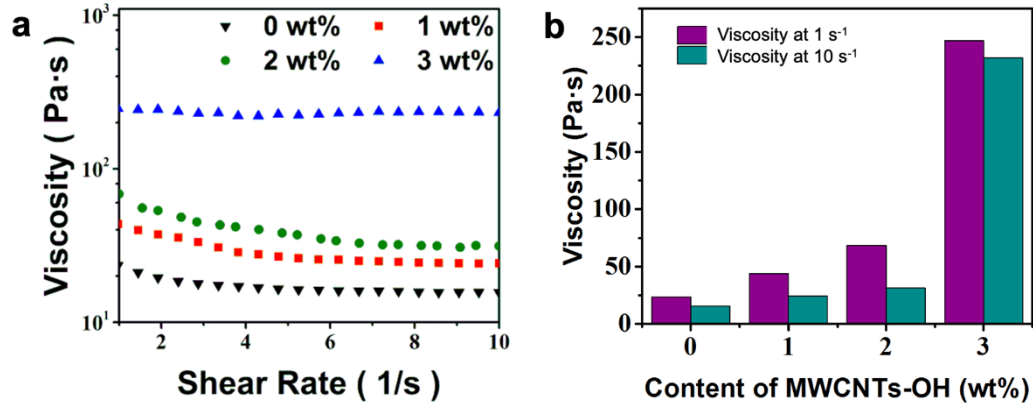 a
Viscosity ( Pa·s )
10³
10²
10¹
0 wt% 1 wt%
2 wt% 3 wt%
2 4 6 8 10
Shear Rate ( 1/s )
b
Viscosity (Pa·s)
250
200
150
100
50
0
Viscosity at 1 s⁻¹
Viscosity at 10 s⁻¹
0 1 2 3
Content of MWCNTs-OH (wt%)